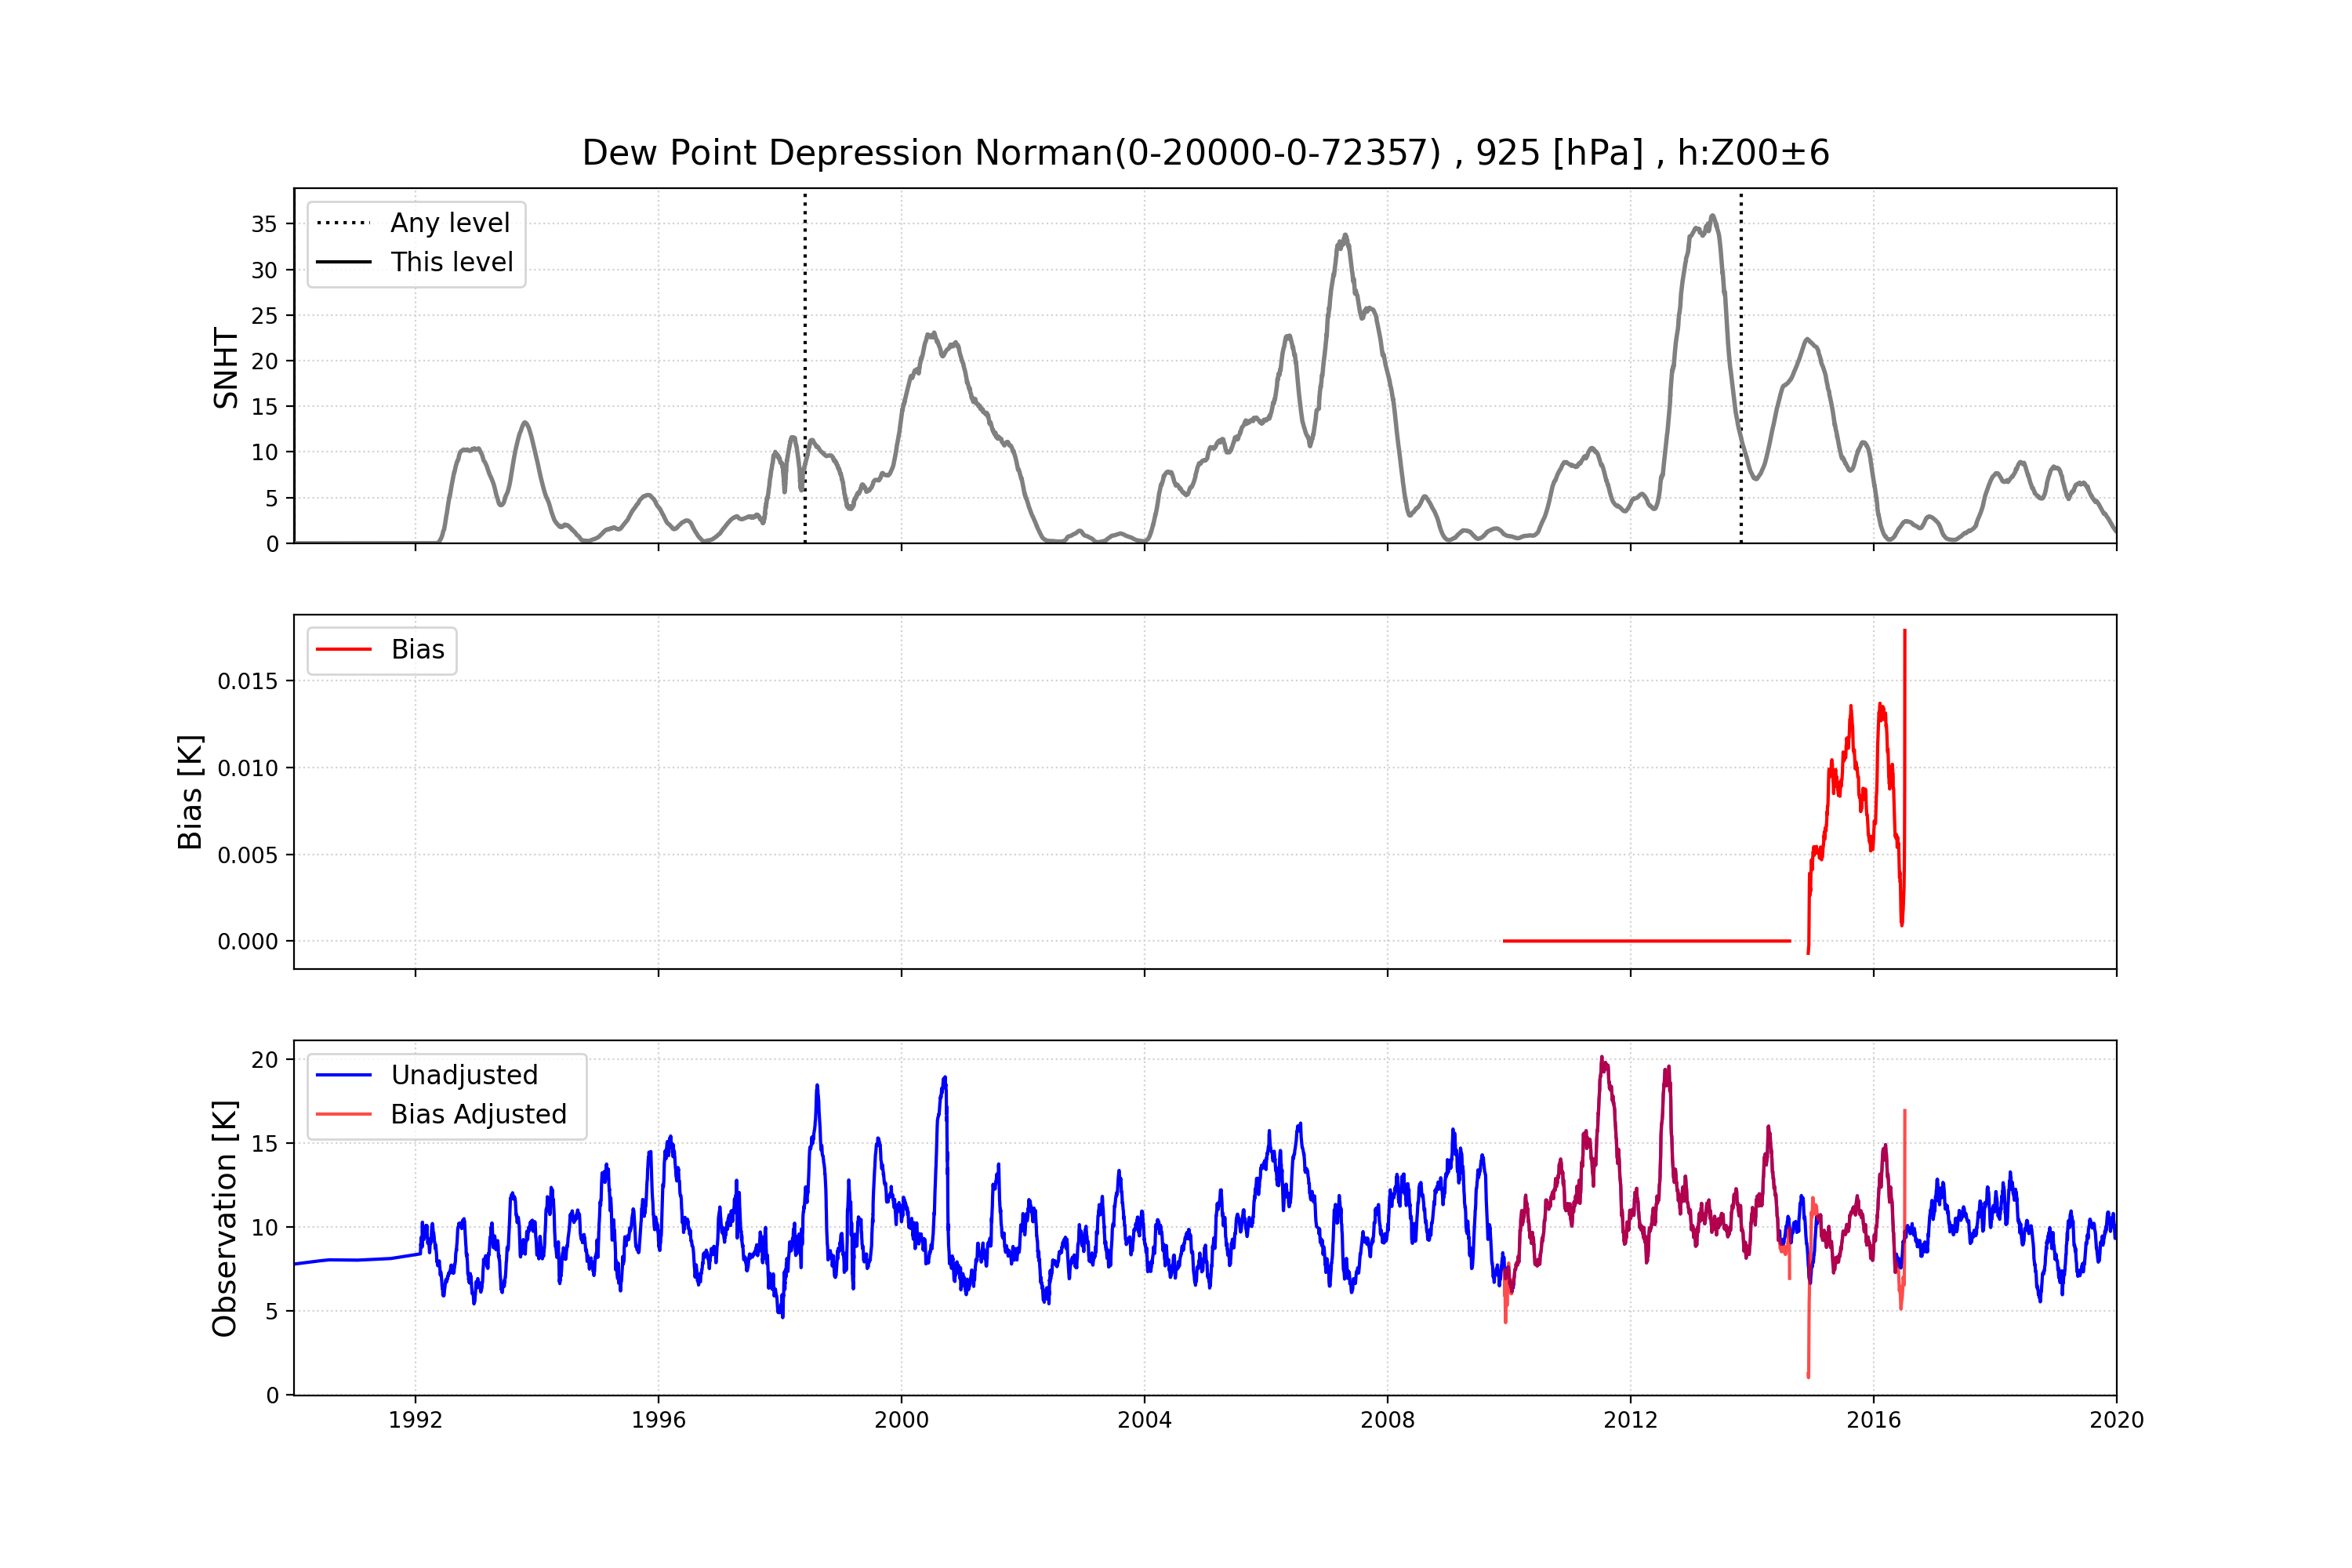 Dew Point Depression Norman(0-20000-0-72357) , 925 [hPa] , h:Z00±6
SNHT
35
30
25
20
15
10
5
0
Any level
This level
Bias [K]
0.015
0.010
0.005
0.000
Bias
Observation [K]
20
15
10
5
0
Unadjusted
Bias Adjusted
1992 1996 2000 2004 2008 2012 2016 2020